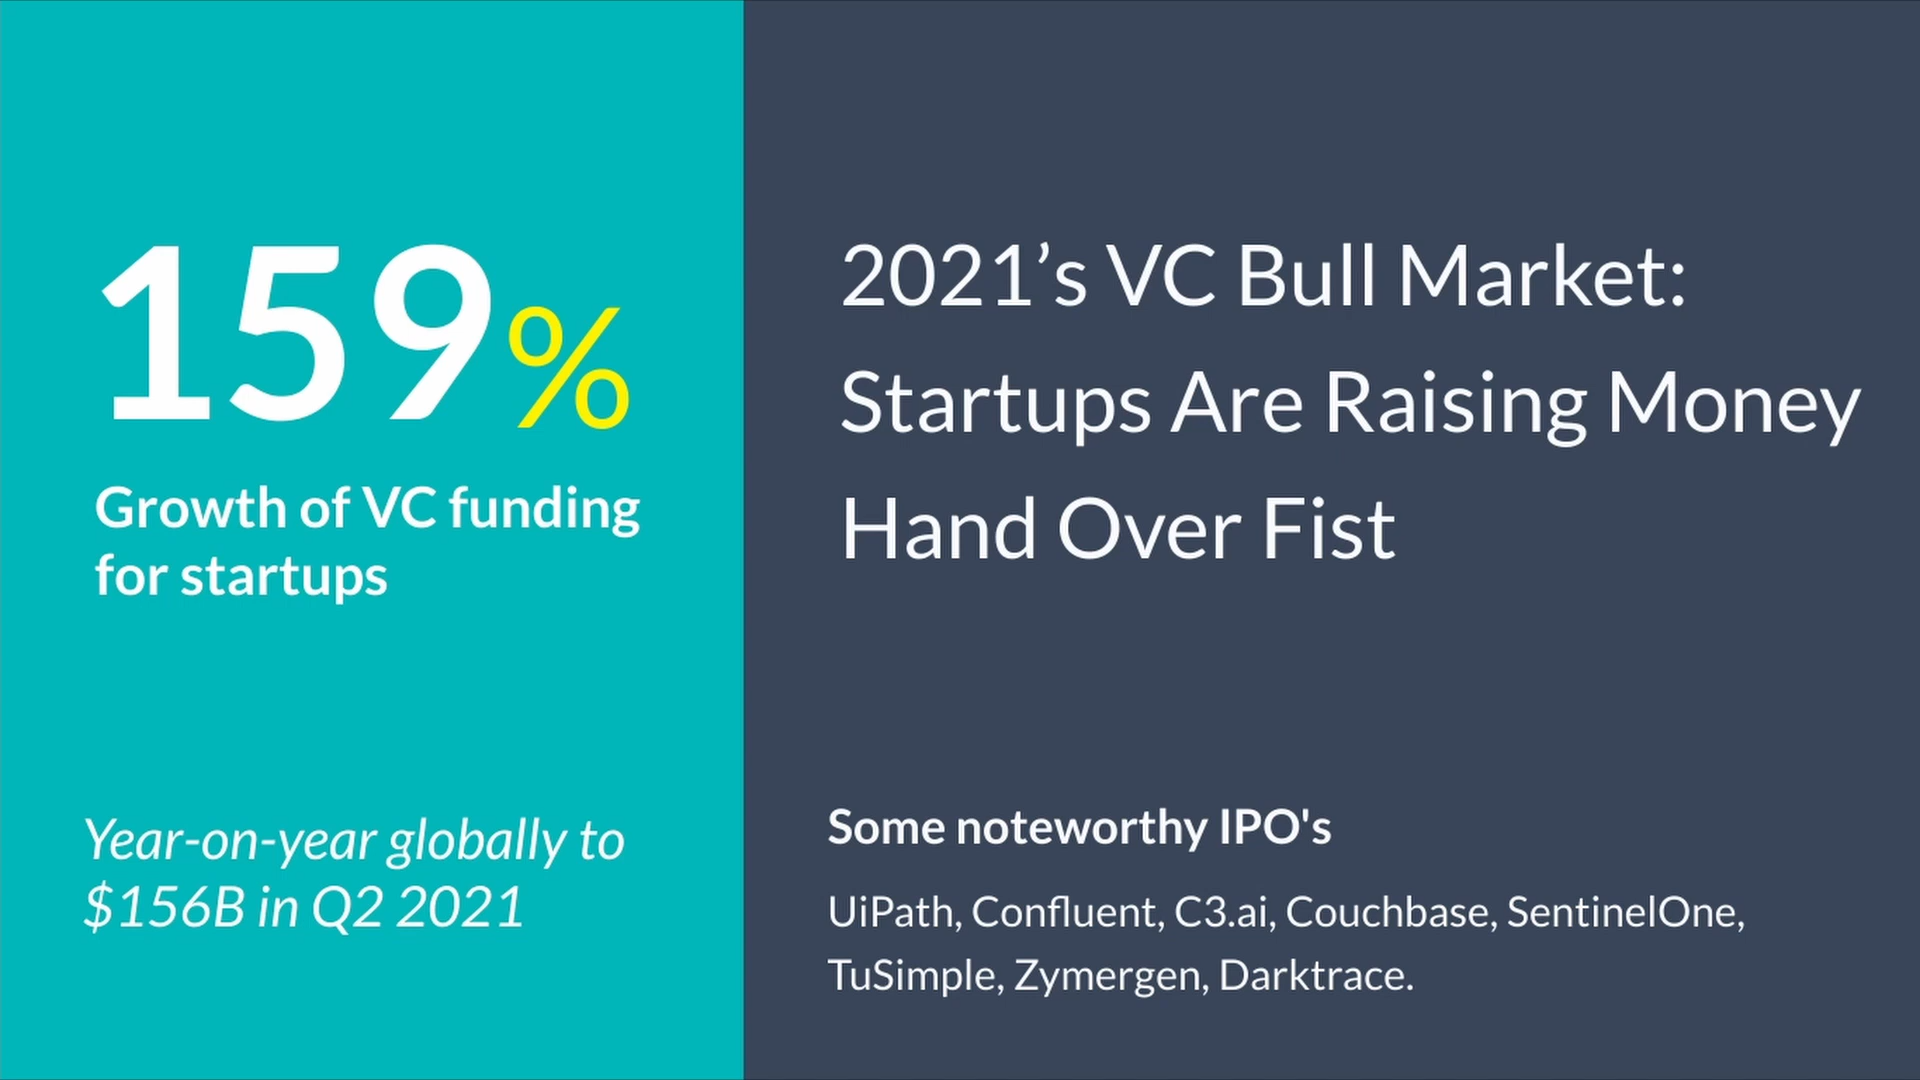 159%
Growth of VC funding
for startups
Year-on-year globally to
$156B in Q2 2021
2021’s VC Bull Market:
Startups Are Raising Money
Hand Over Fist
Some noteworthy IPO's
UiPath, Confluent, C3.ai, Couchbase, SentinelOne,
TuSimple, Zymergen, Darktrace.